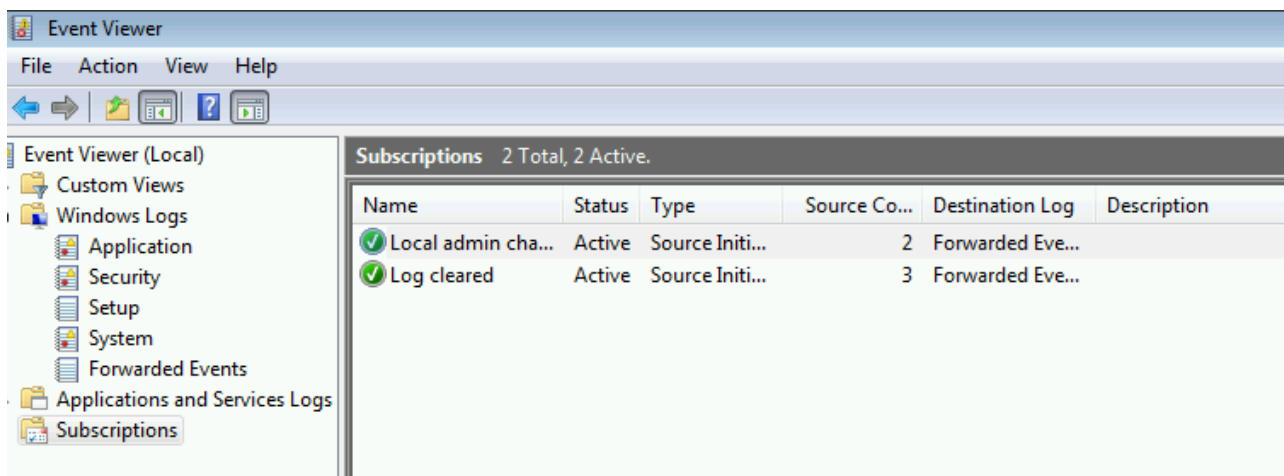 Event Viewer
File Action View Help
Event Viewer (Local)
Custom Views
Windows Logs
Application
Security
Setup
System
Forwarded Events
Applications and Services Logs
Subscriptions
Subscriptions 2 Total, 2 Active.
Name Status Type Source Co... Destination Log Description
Local admin cha... Active Source Initi... 2 Forwarded Eve...
Log cleared Active Source Initi... 3 Forwarded Eve...